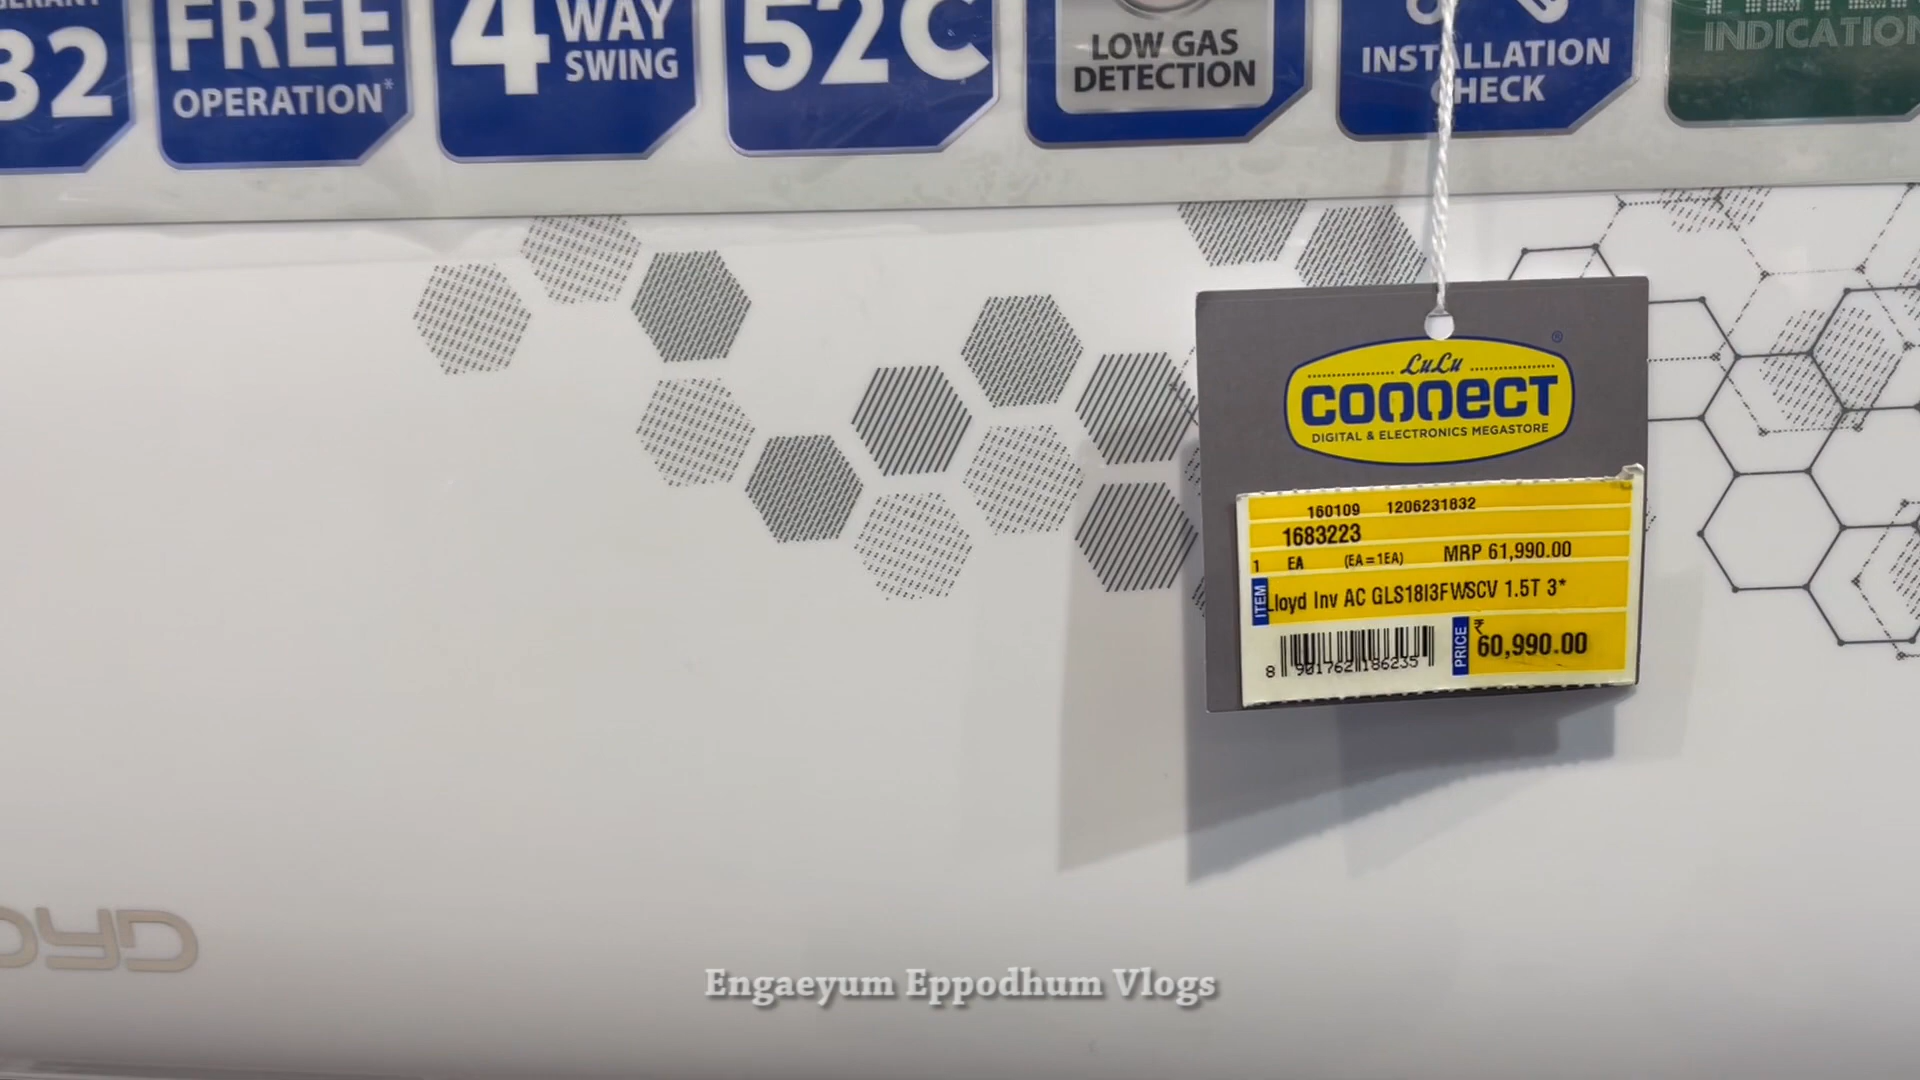 32
FREE
OPERATION*
4 WAY
SWING
52C
LOW GAS
DETECTION
INSTALLATION
CHECK
INDICATION
LuLu
connect
DIGITAL & ELECTRONICS MEGASTORE
160109 1206231832
1683223
1 EA (EA=1EA) MRP 61,990.00
ITEM Lloyd Inv AC GLS18I3FWSCV 1.5T 3*
PRICE ₹ 60,990.00
8 901762 186235
OYD
Engaeyum Eppodhum Vlogs